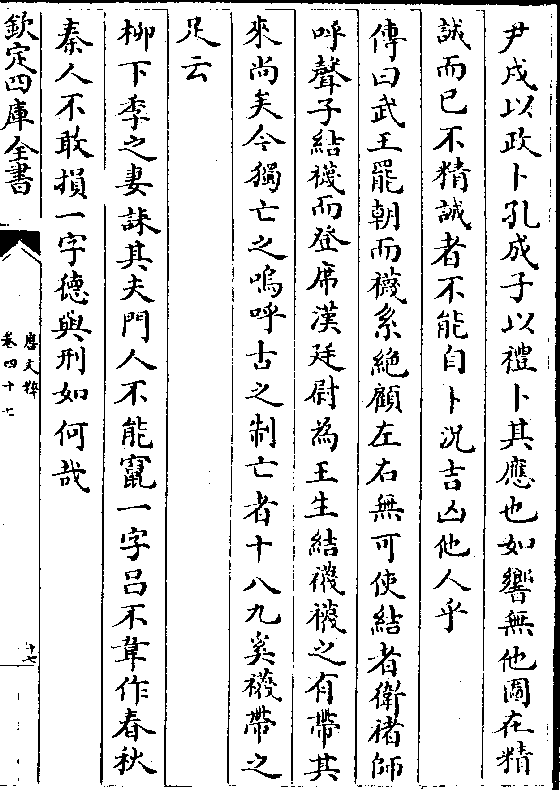 尹戌以政卜孔成子以禮卜其應也如響無他圖在精
誠而已不精誠者不能自卜況吉凶他人乎
傳曰武王罷朝而襪系絶顧左右無可使結者衛褚師
呼聲子結襪而登席漢廷尉為王生結襪襪之有帶其
來尚矣今獨亡之嗚呼古之制亡者十八九奚襪帶之
足云
柳下季之妻誄其夫門人不能竄一字吕不韋作春秋
秦人不敢損一字德與刑如何哉
欽定四庫全書
唐文粹
卷四十七
十七